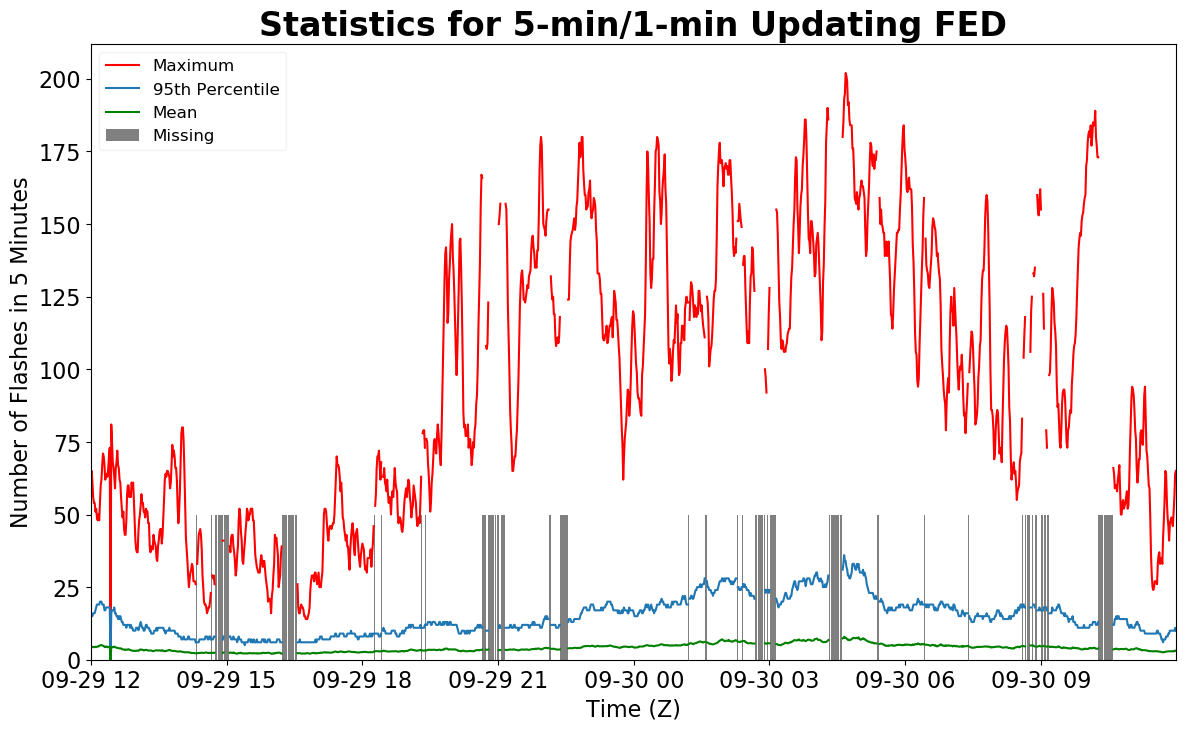 Statistics for 5-min/1-min Updating FED
Number of Flashes in 5 Minutes
200
175
150
125
100
75
50
25
0
Maximum
95th Percentile
Mean
Missing
09-29 12 09-29 15 09-29 18 09-29 21 09-30 00 09-30 03 09-30 06 09-30 09
Time (Z)